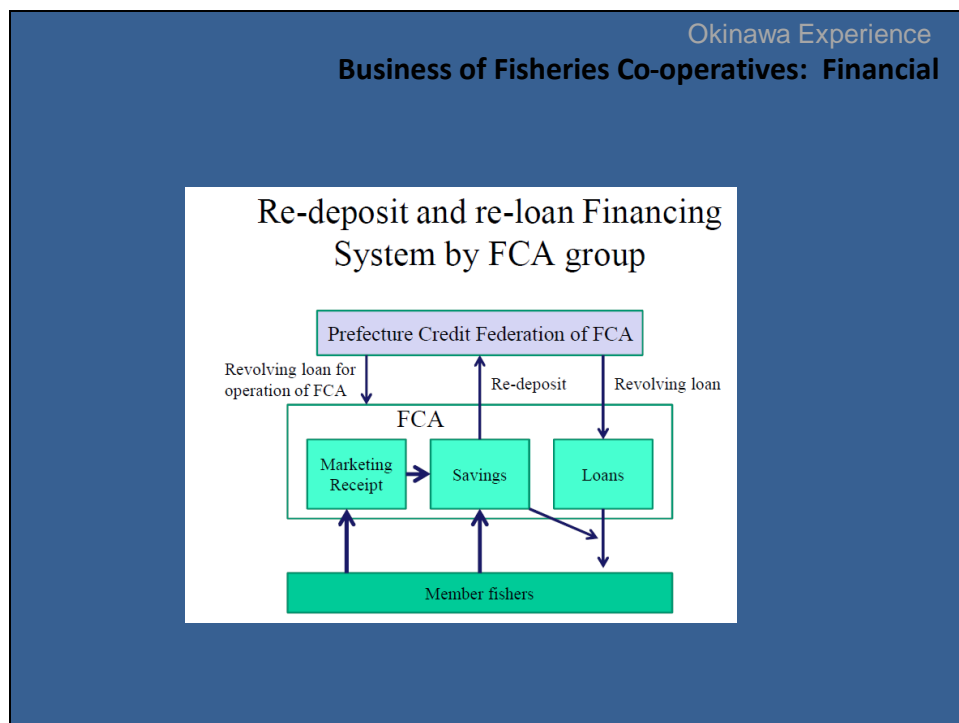 Okinawa Experience
Business of Fisheries Co-operatives:  Financial
Re-deposit and re-loan Financing
System by FCA group
Prefecture Credit Federation of FCA
Revolving loan for
operation of FCA
Re-deposit
Revolving loan
FCA
Marketing
Receipt
Savings
Loans
Member fishers